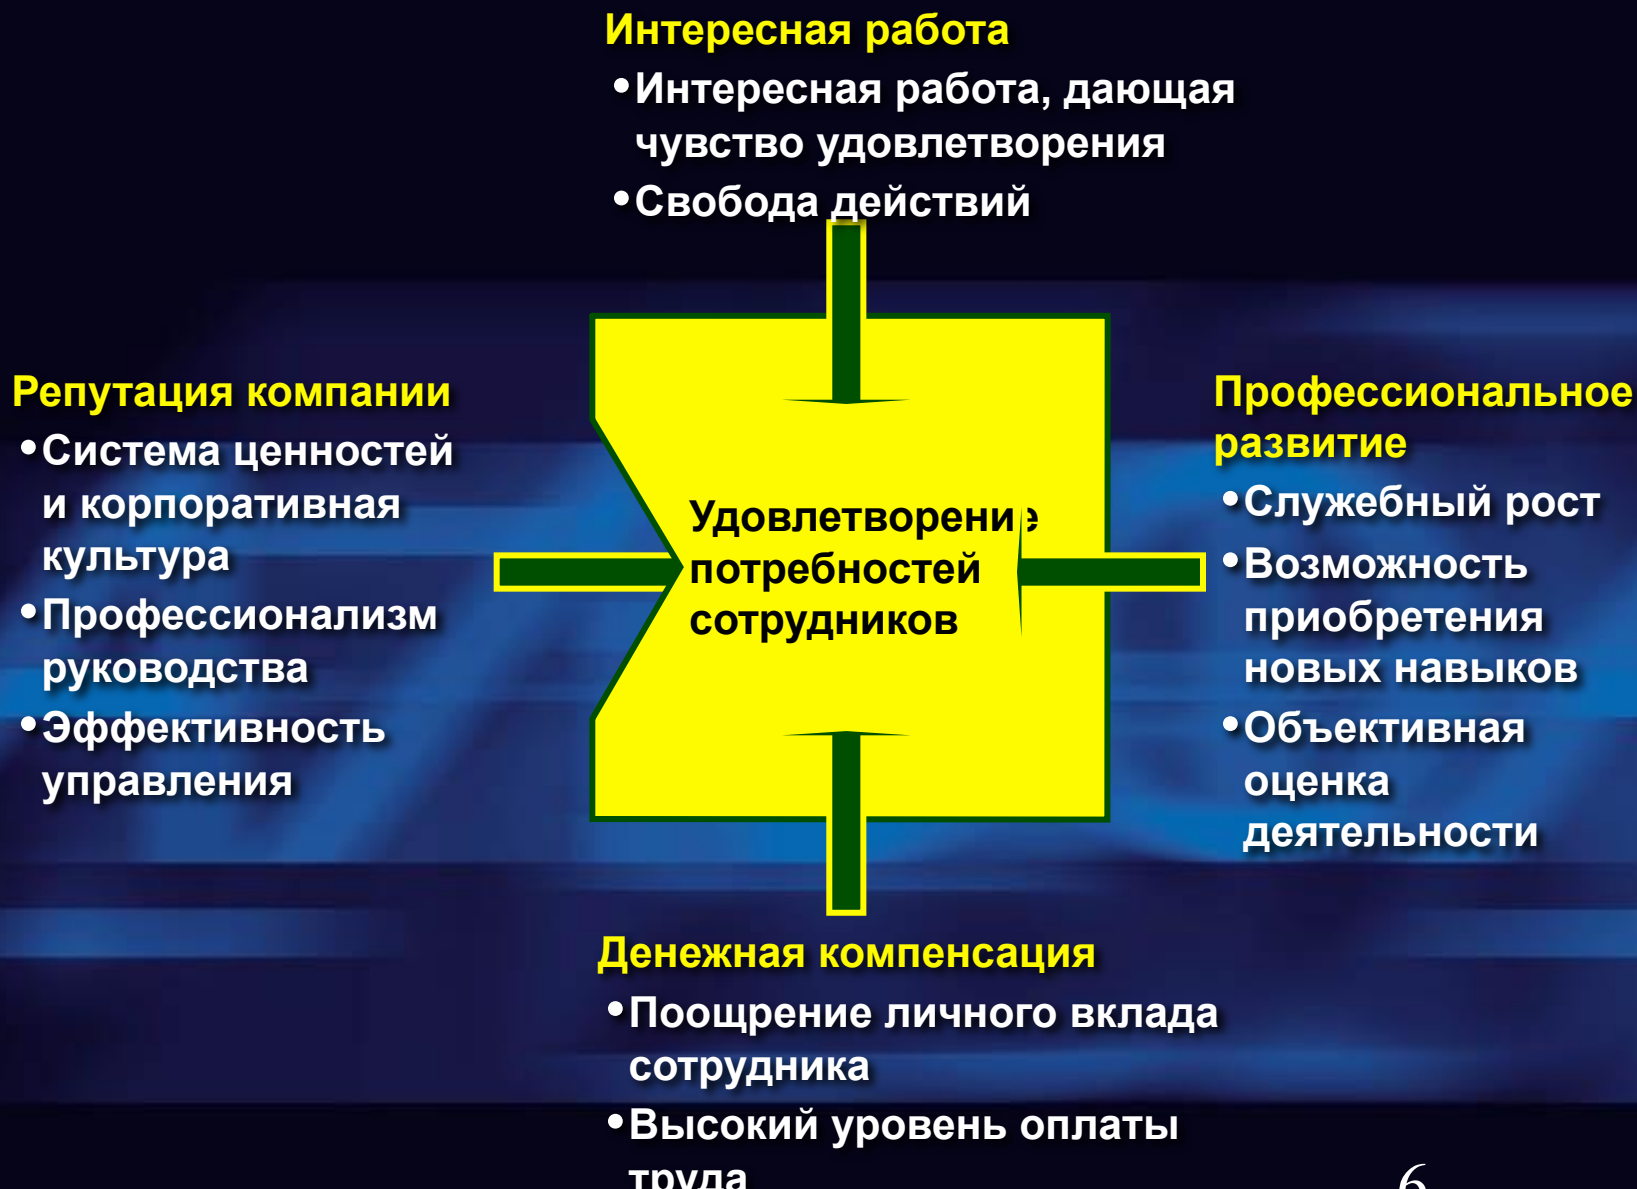 Интересная работа
•Интересная работа, дающая
чувство удовлетворения
•Свобода действий
Репутация компании
•Система ценностей
и корпоративная
культура
•Профессионализм
руководства
•Эффективность
управления
Удовлетворение
потребностей
сотрудников
Профессиональное
развитие
•Служебный рост
•Возможность
приобретения
новых навыков
•Объективная
оценка
деятельности
Денежная компенсация
•Поощрение личного вклада
сотрудника
•Высокий уровень оплаты
труда
6